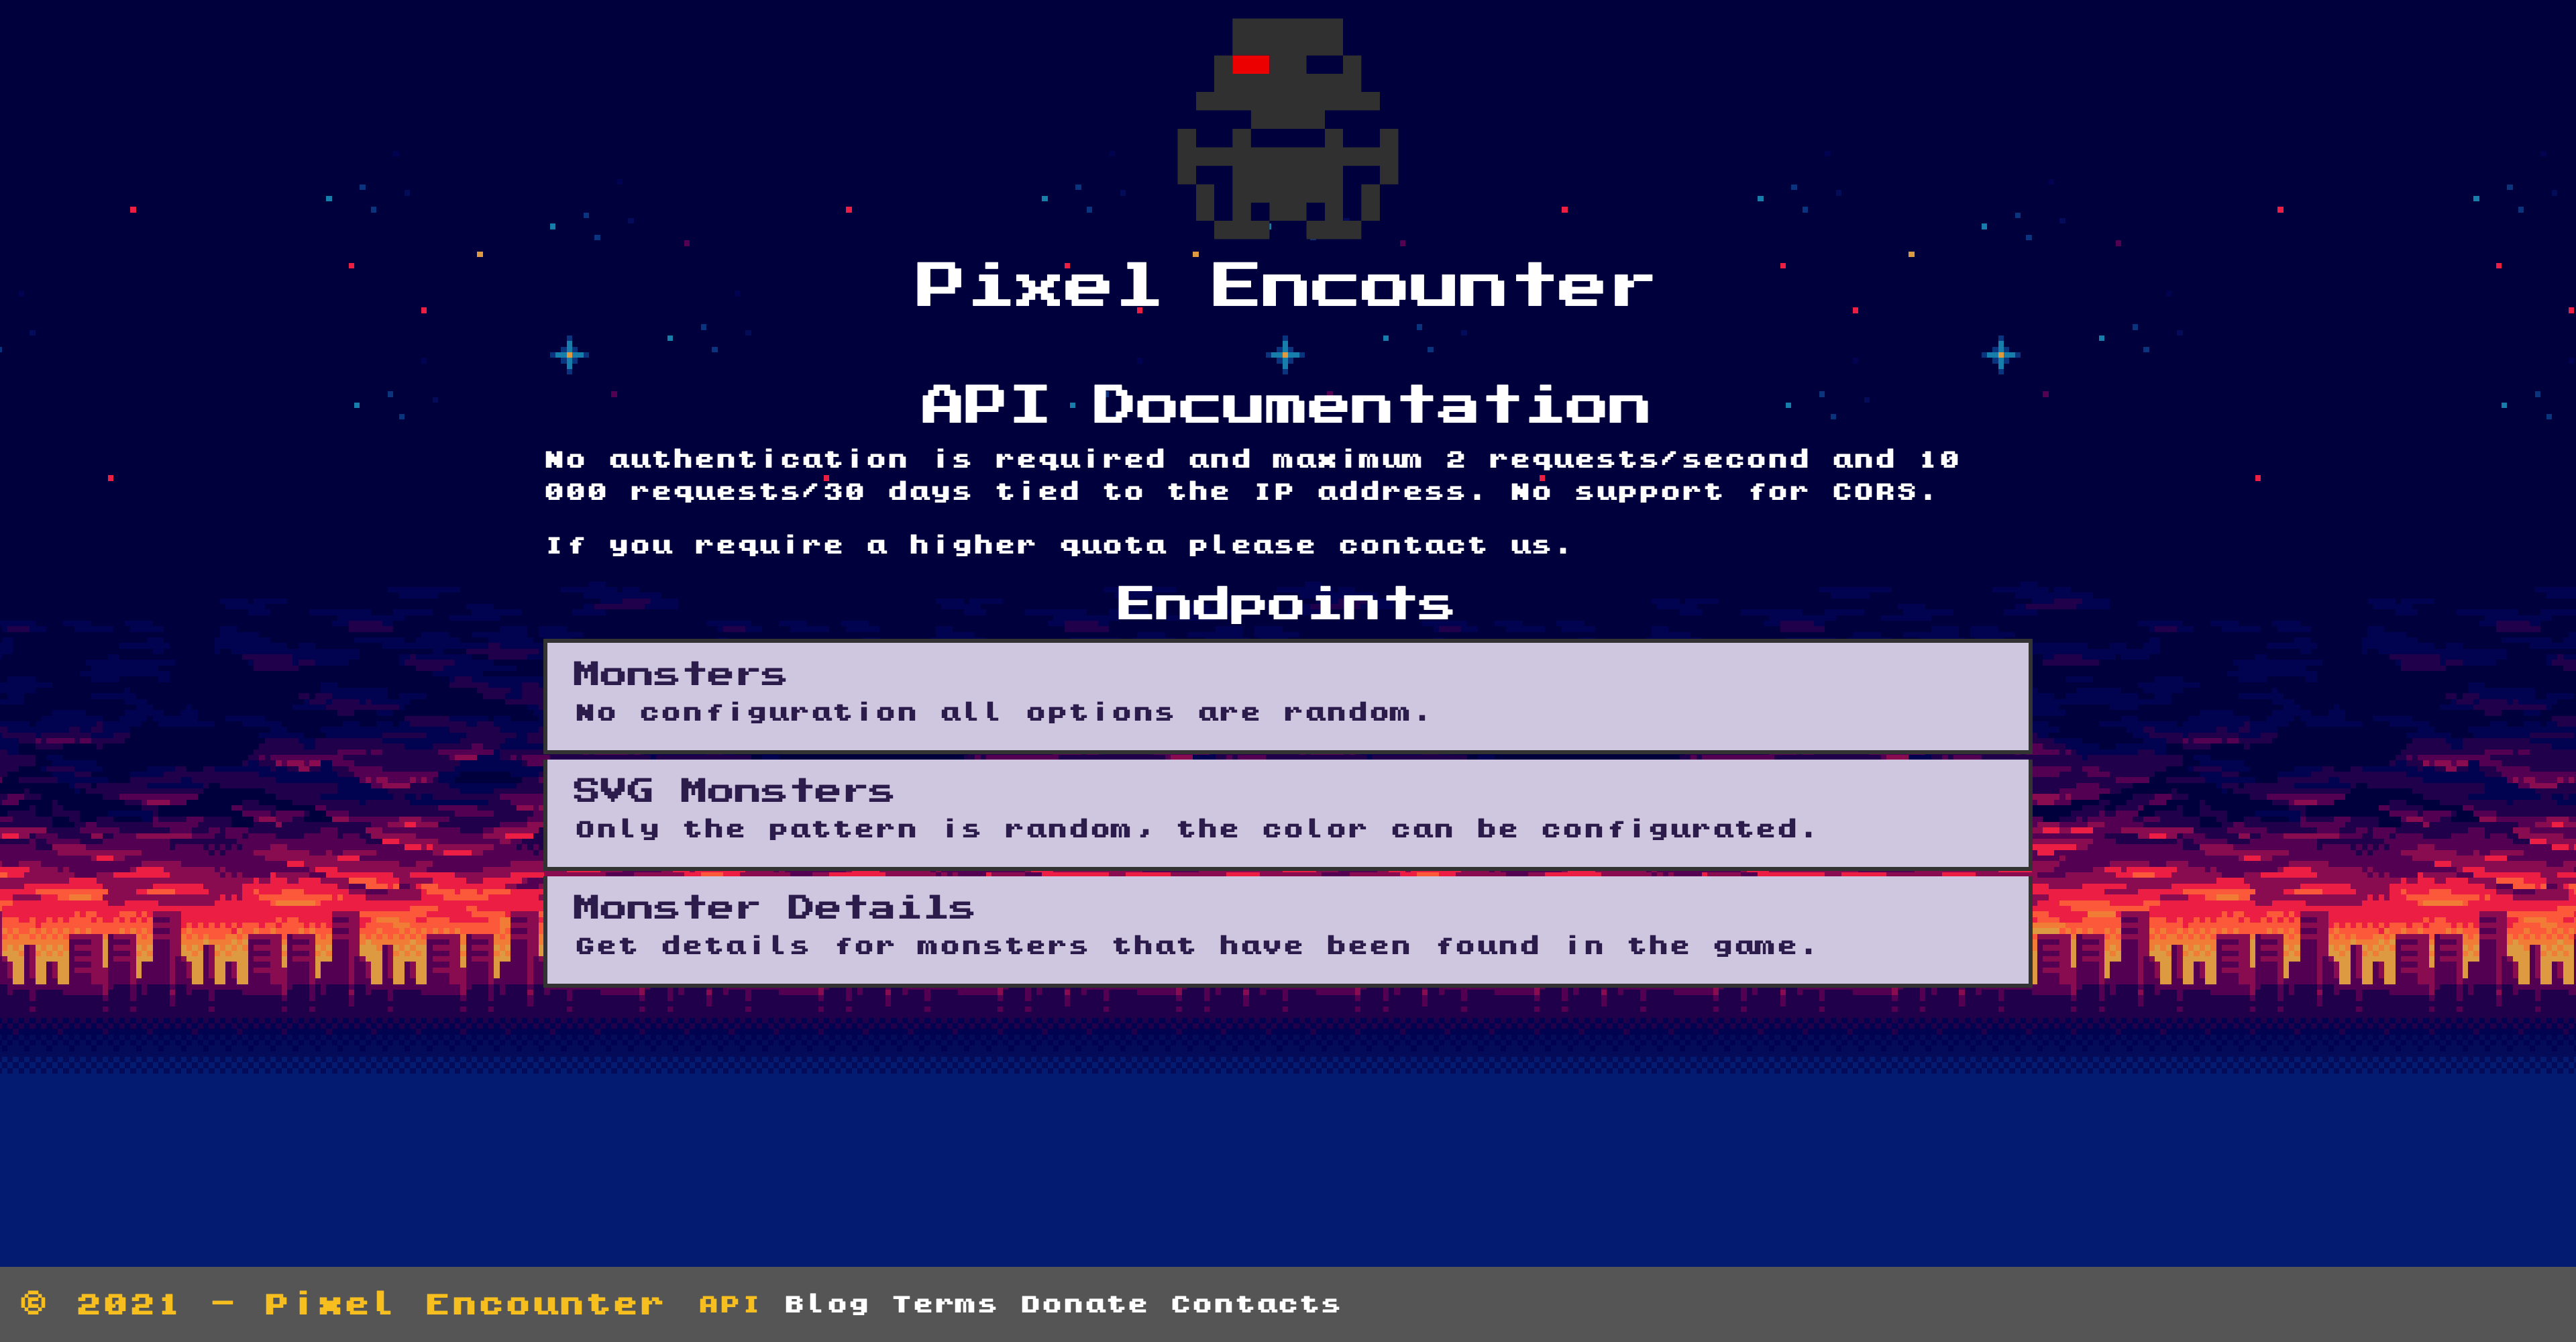 Pixel Encounter
API Documentation
No authentication is required and maximum 2 requests/second and 10
000 requests/30 days tied to the IP address. No support for CORS.
If you require a higher quota please contact us.
Endpoints
Monsters
No configuration all options are random.
SVG Monsters
Only the pattern is random, the color can be configurated.
Monster Details
Get details for monsters that have been found in the game.
© 2021 - Pixel Encounter API Blog Terms Donate Contacts